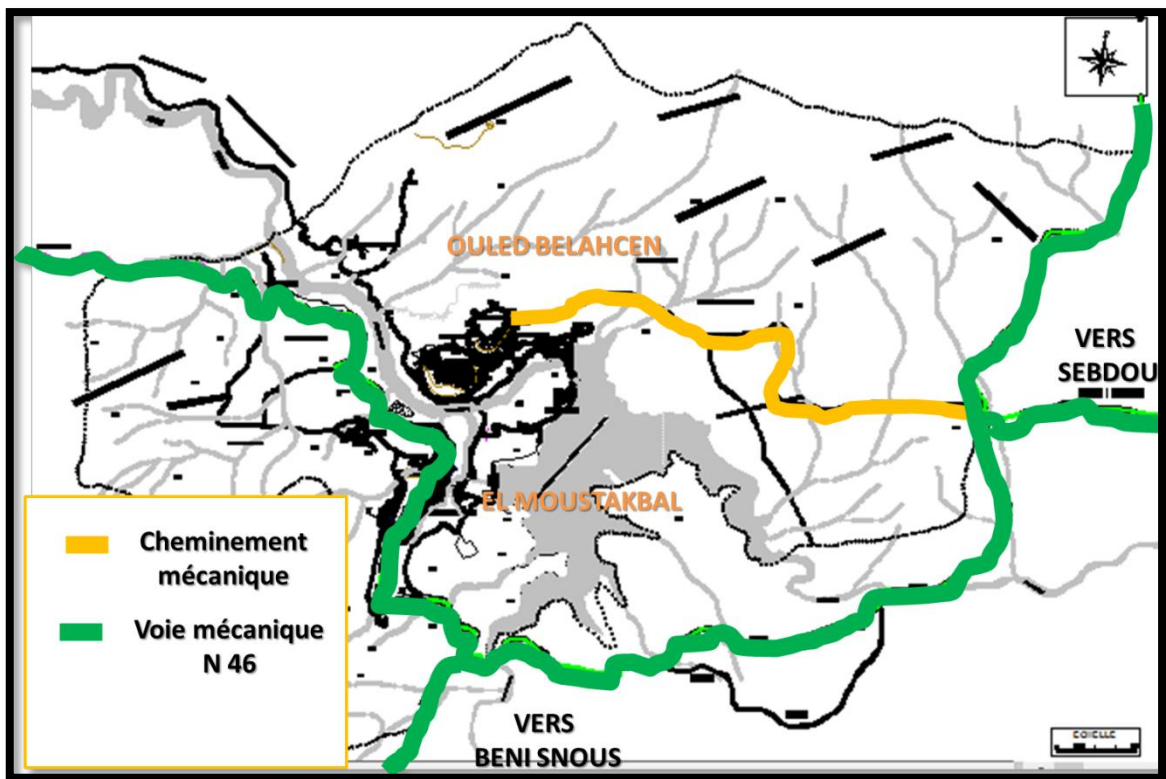 OULED BELAHCEN
VERS
SEBDOU
EL MOUSTAKBAL
Cheminement
mécanique
Voie mécanique
N 46
VERS
BENI SNOUS